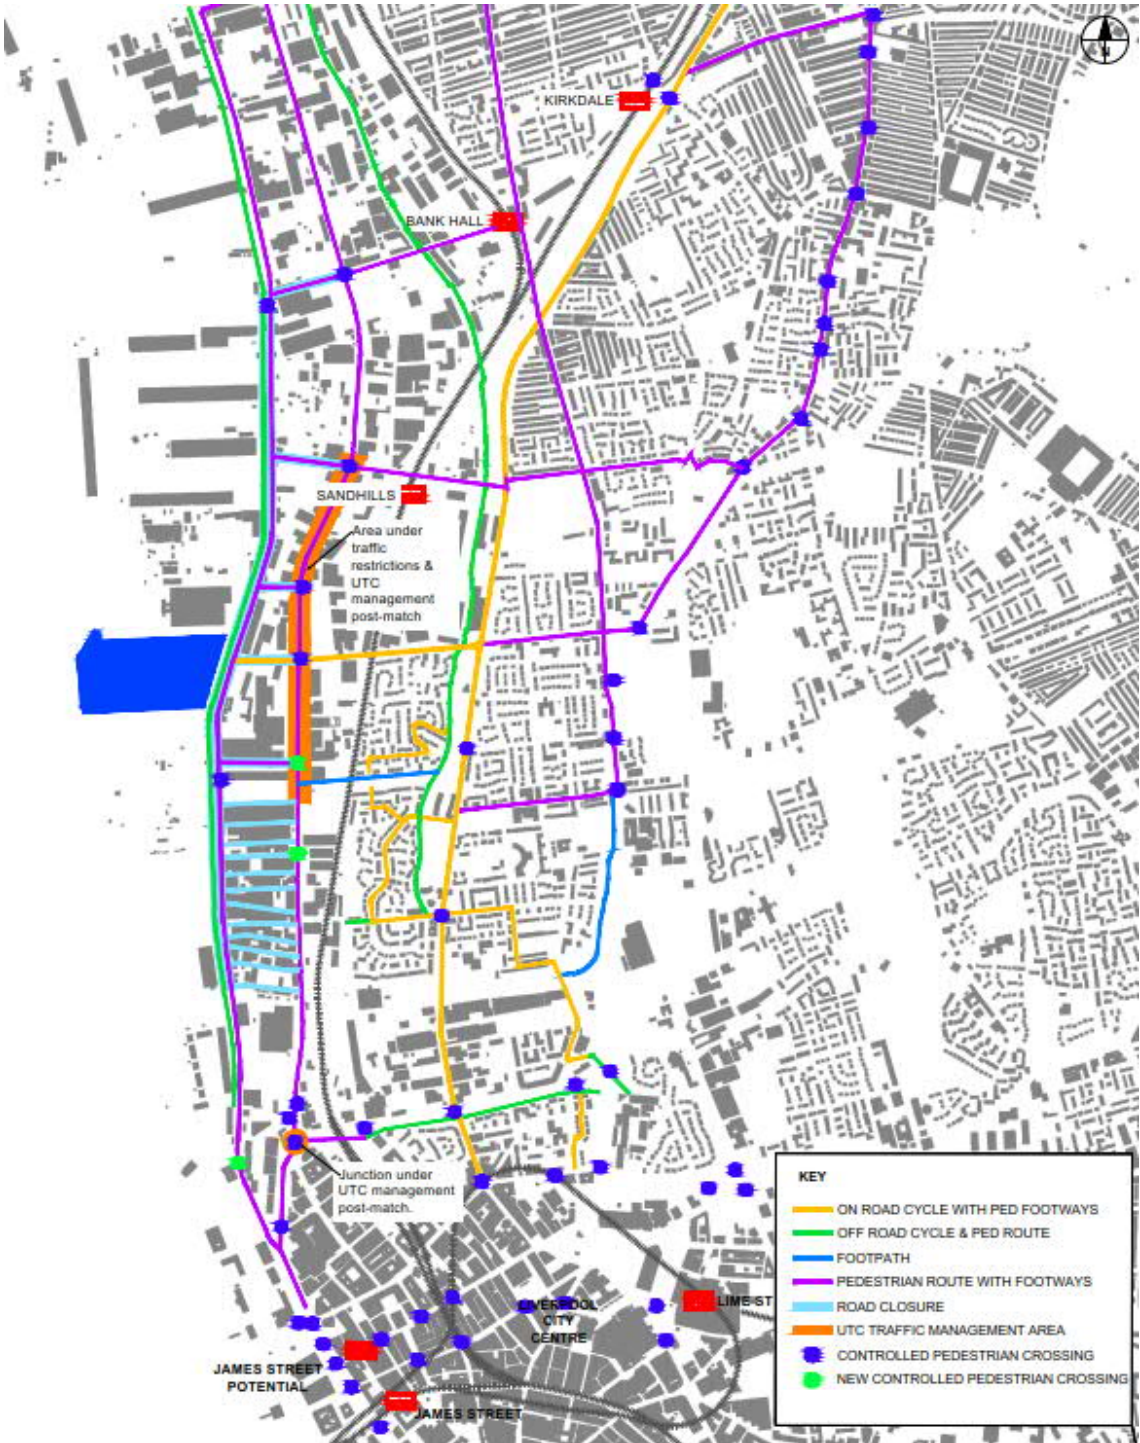 KIRKDALE
BANK HALL
SANDHILLS
Area under
traffic
restrictions &
UTC
management
post-match
Junction under
UTC management
post-match.
LIVERPOOL
CITY
CENTRE
LIME ST
JAMES STREET
POTENTIAL
JAMES STREET
KEY
ON ROAD CYCLE WITH PED FOOTWAYS
OFF ROAD CYCLE & PED ROUTE
FOOTPATH
PEDESTRIAN ROUTE WITH FOOTWAYS
ROAD CLOSURE
UTC TRAFFIC MANAGEMENT AREA
CONTROLLED PEDESTRIAN CROSSING
NEW CONTROLLED PEDESTRIAN CROSSING